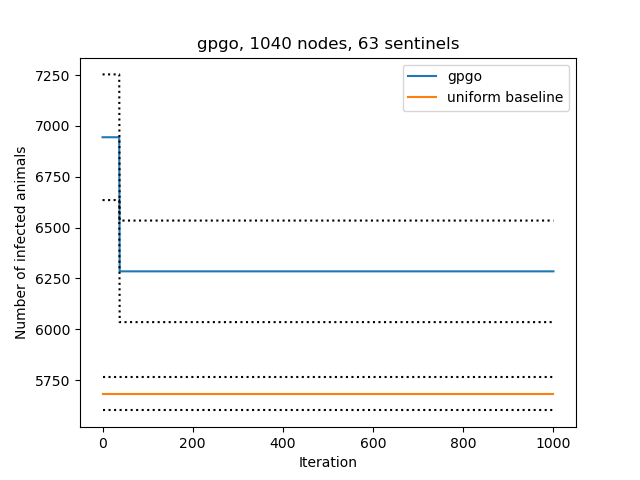 gpgo, 1040 nodes, 63 sentinels
7250
7000
6750
6500
6250
6000
5750
Number of infected animals
gpgo
uniform baseline
0 200 400 600 800 1000
Iteration